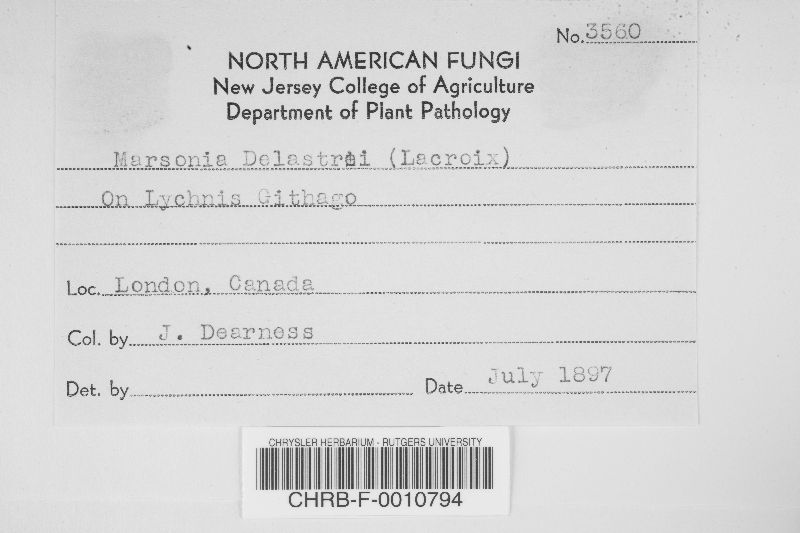 No. 3560
NORTH AMERICAN FUNGI
New Jersey College of Agriculture
Department of Plant Pathology
Marsonia Delastrei (Lacroix)
On Lychnis Githago
Loc. London, Canada
Col. by J. Dearness
Det. by
Date July 1897
CHRYSLER HERBARIUM - RUTGERS UNIVERSITY
CHRB-F-0010794